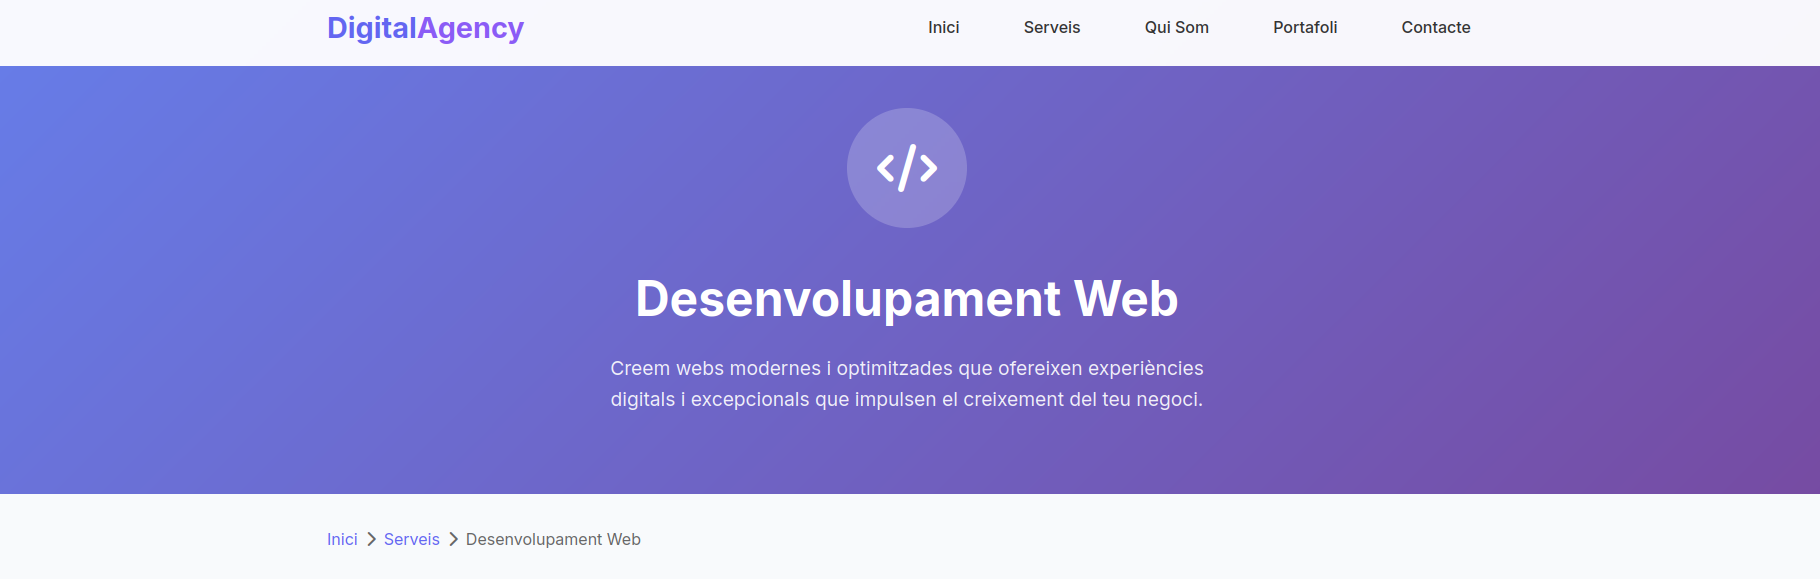 DigitalAgency
Inici Serveis Qui Som Portafoli Contacte
Desenvolupament Web
Creem webs modernes i optimitzades que ofereixen experiències
digitals i excepcionals que impulsen el creixement del teu negoci.
Inici Serveis Desenvolupament Web